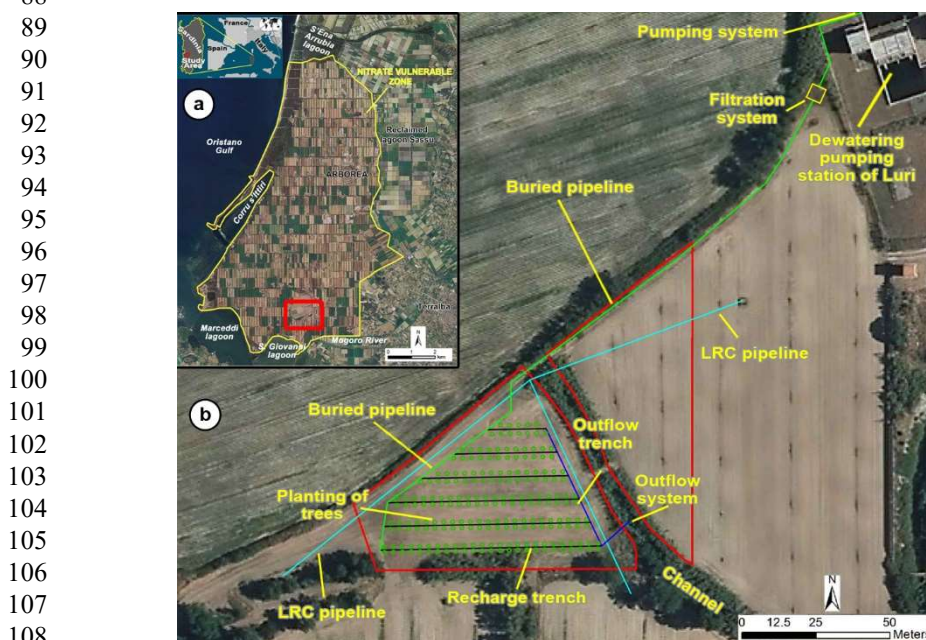 88
89
90
91
92
93
94
95
96
97
98
99
100
101
102
103
104
105
106
107
108
France
Spain
Italy
Sardinia
Study
Area
a
S'Ena
Arrubia
lagoon
NITRATE VULNERABLE
ZONE
Oristano
Gulf
Reclaimed
lagoon Sassu
ARBOREA
Corru s'Ittiri
Terralba
Marceddi
lagoon
S. Giovanni
lagoon
Mogoro River
N
0 1 2
km
b
Pumping system
Filtration
system
Dewatering
pumping
station of Luri
Buried pipeline
LRC pipeline
Buried pipeline
Outflow
trench
Outflow
system
Planting of
trees
LRC pipeline
Recharge trench
Channel
N
0 12.5 25 50
Meters